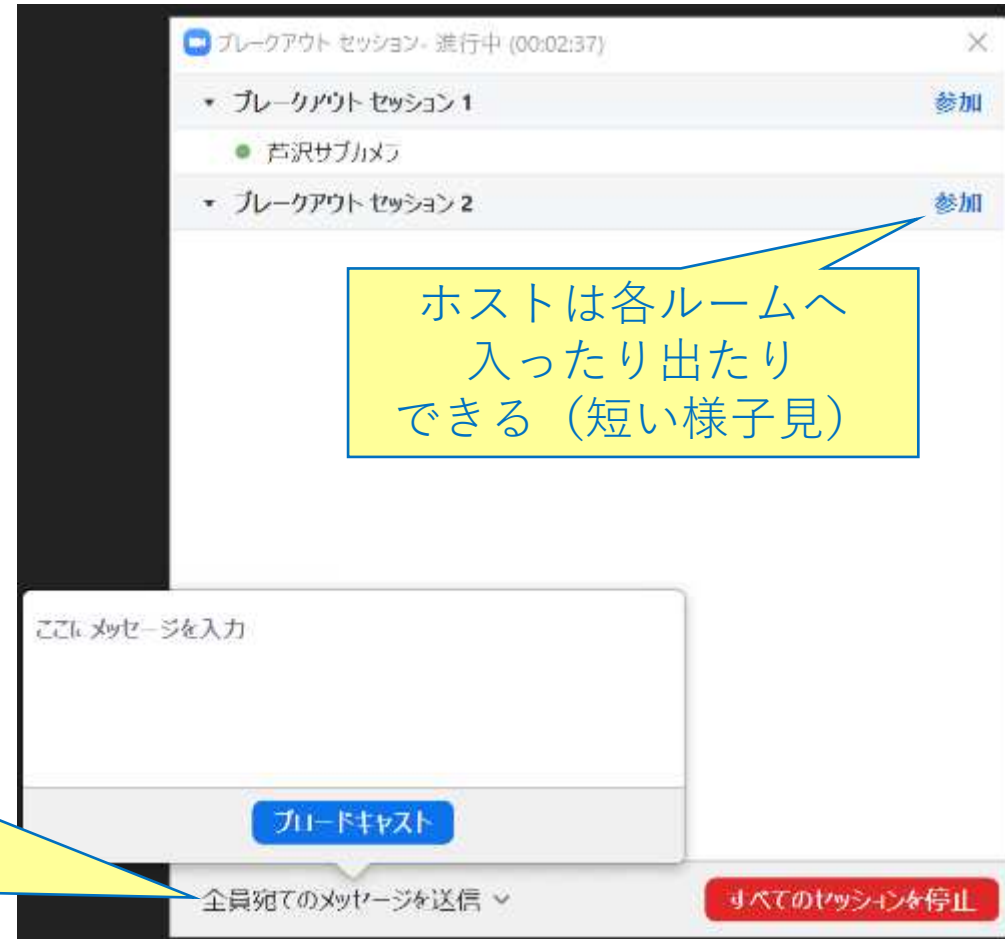 ブレークアウト セッション - 進行中 (00:02:37)
ブレークアウト セッション 1
参加
芦沢サブカメラ
ブレークアウト セッション 2
参加
ホストは各ルームへ
入ったり出たり
できる（短い様子見）
ここにメッセージを入力
ブロードキャスト
全員宛てのメッセージを送信
すべてのセッションを停止